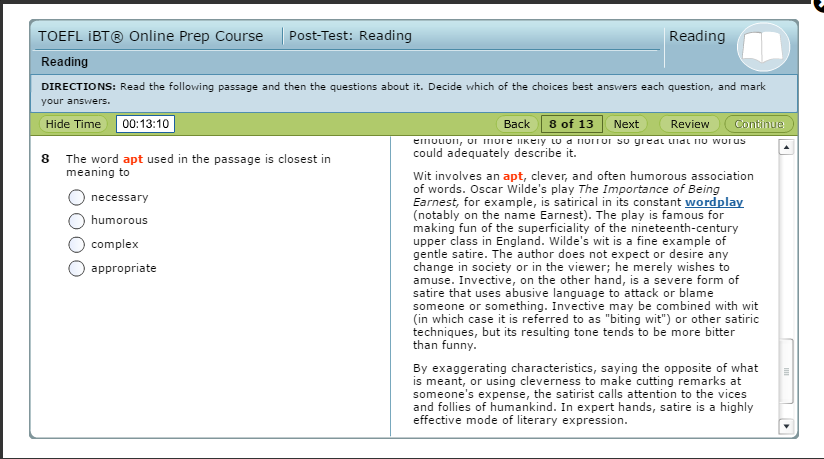 TOEFL iBT® Online Prep Course
Post-Test: Reading
Reading
Reading
DIRECTIONS: Read the following passage and then the questions about it. Decide which of the choices best answers each question, and mark
your answers.
Hide Time
00:13:10
Back
8 of 13
Next
Review
Continue
8 The word apt used in the passage is closest in
meaning to
necessary
humorous
complex
appropriate
emotion, or more likely to a horror so great that no words
could adequately describe it.
Wit involves an apt, clever, and often humorous association
of words. Oscar Wilde's play The Importance of Being
Earnest, for example, is satirical in its constant wordplay
(notably on the name Earnest). The play is famous for
making fun of the superficiality of the nineteenth-century
upper class in England. Wilde's wit is a fine example of
gentle satire. The author does not expect or desire any
change in society or in the viewer; he merely wishes to
amuse. Invective, on the other hand, is a severe form of
satire that uses abusive language to attack or blame
someone or something. Invective may be combined with wit
(in which case it is referred to as "biting wit") or other satiric
techniques, but its resulting tone tends to be more bitter
than funny.
By exaggerating characteristics, saying the opposite of what
is meant, or using cleverness to make cutting remarks at
someone's expense, the satirist calls attention to the vices
and follies of humankind. In expert hands, satire is a highly
effective mode of literary expression.